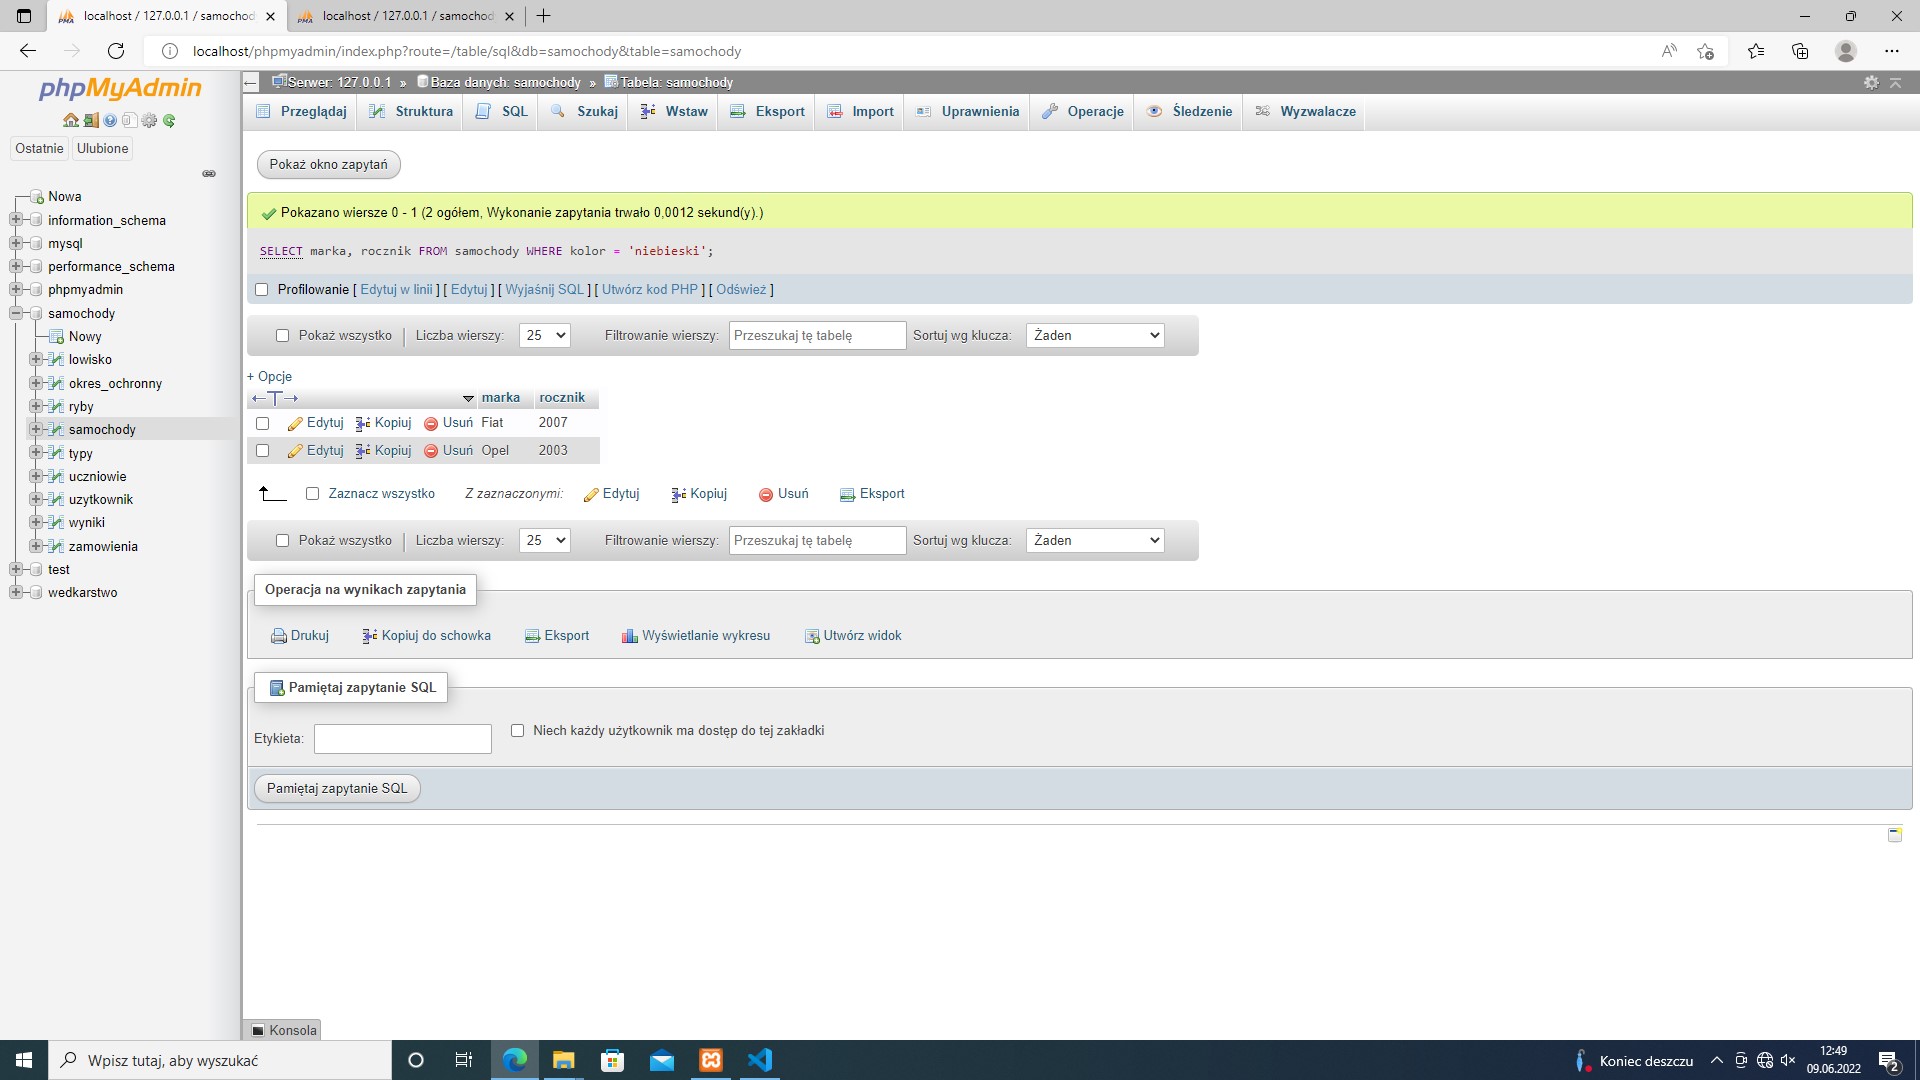 localhost / 127.0.0.1 / samochod
localhost / 127.0.0.1 / samochod
localhost/phpmyadmin/index.php?route=/table/sql&db=samochody&table=samochody
phpMyAdmin
Ostatnie Ulubione
Nowa
information_schema
mysql
performance_schema
phpmyadmin
samochody
Nowy
lowisko
okres_ochronny
ryby
samochody
typy
uczniowie
uzytkownik
wyniki
zamowienia
test
wedkarstwo
Serwer: 127.0.0.1 » Baza danych: samochody » Tabela: samochody
Przeglądaj Struktura SQL Szukaj Wstaw Eksport Import Uprawnienia Operacje Śledzenie Wyzwalacze
Pokaż okno zapytań
Pokazano wiersze 0 - 1 (2 ogółem, Wykonanie zapytania trwało 0,0012 sekund(y).)
SELECT marka, rocznik FROM samochody WHERE kolor = 'niebieski';
Profilowanie [ Edytuj w linii ] [ Edytuj ] [ Wyjaśnij SQL ] [ Utwórz kod PHP ] [ Odśwież ]
Pokaż wszystko Liczba wierszy: 25 Filtrowanie wierszy: Przeszukaj tę tabelę Sortuj wg klucza: Żaden
+ Opcje
marka rocznik
Edytuj Kopiuj Usuń Fiat 2007
Edytuj Kopiuj Usuń Opel 2003
Zaznacz wszystko Z zaznaczonymi: Edytuj Kopiuj Usuń Eksport
Pokaż wszystko Liczba wierszy: 25 Filtrowanie wierszy: Przeszukaj tę tabelę Sortuj wg klucza: Żaden
Operacja na wynikach zapytania
Drukuj Kopiuj do schowka Eksport Wyświetlanie wykresu Utwórz widok
Pamiętaj zapytanie SQL
Etykieta: Niech każdy użytkownik ma dostęp do tej zakładki
Pamiętaj zapytanie SQL
Konsola
Wpisz tutaj, aby wyszukać
Koniec deszczu
12:49
09.06.2022
2